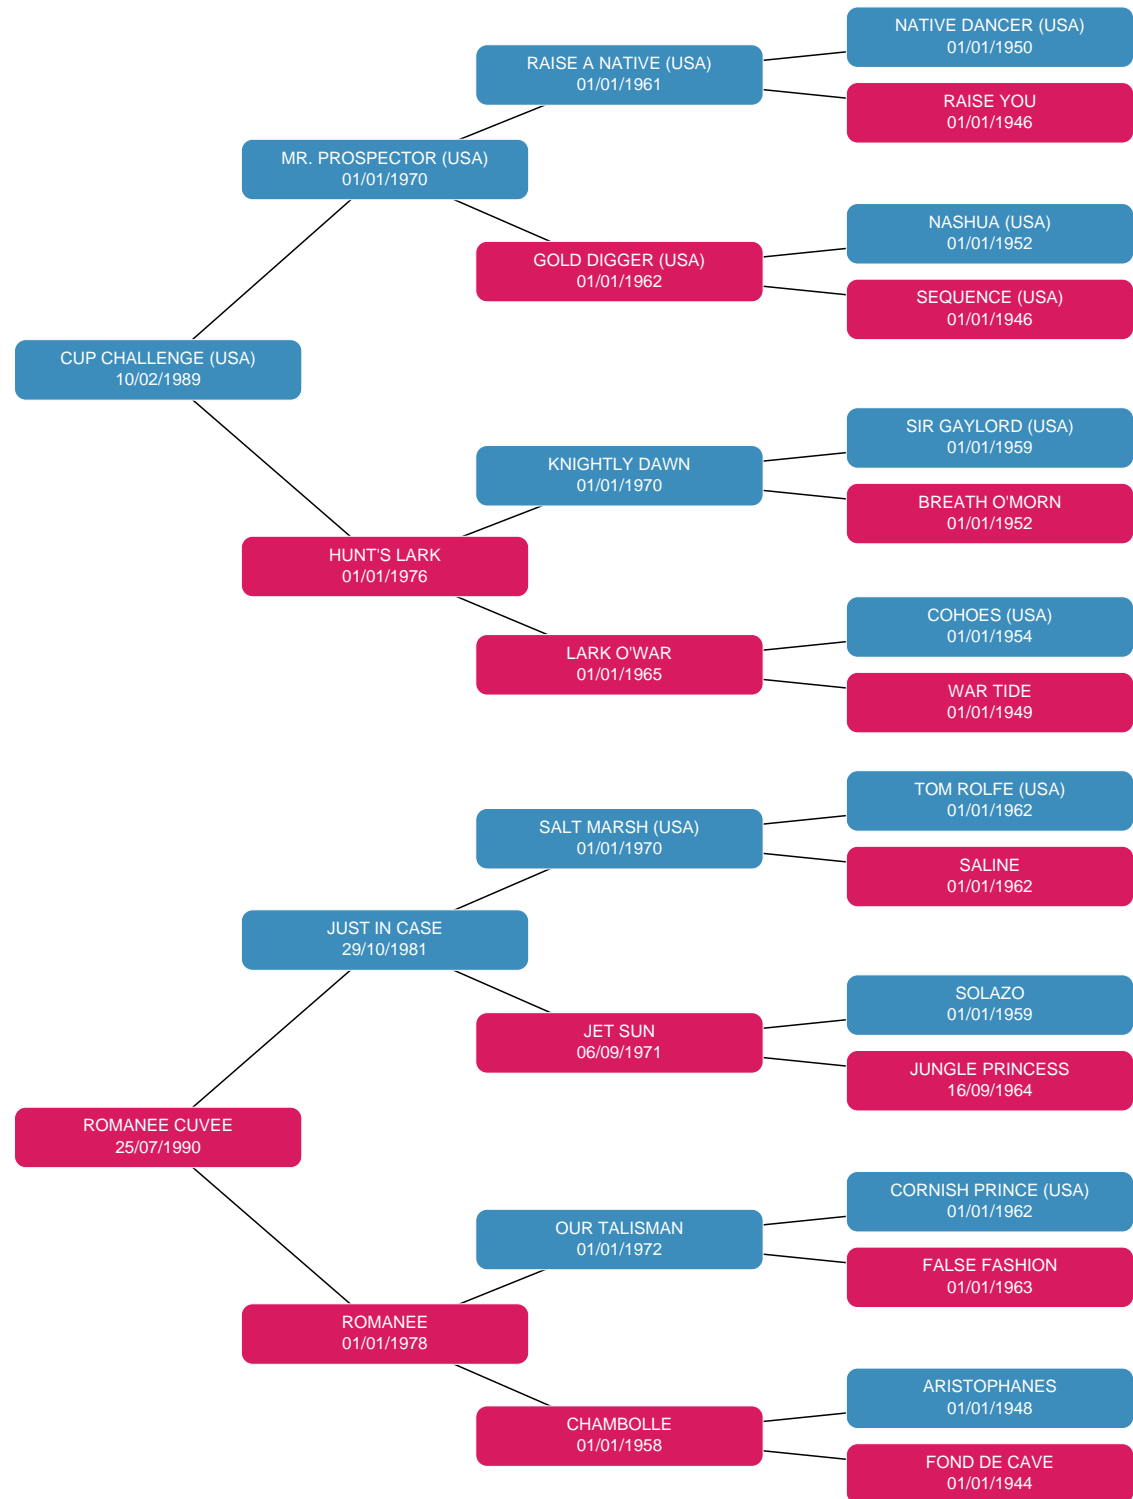 NATIVE DANCER (USA)
01/01/1950
RAISE A NATIVE (USA)
01/01/1961
RAISE YOU
01/01/1946
MR. PROSPECTOR (USA)
01/01/1970
NASHUA (USA)
01/01/1952
GOLD DIGGER (USA)
01/01/1962
SEQUENCE (USA)
01/01/1946
CUP CHALLENGE (USA)
10/02/1989
SIR GAYLORD (USA)
01/01/1959
KNIGHTLY DAWN
01/01/1970
BREATH O'MORN
01/01/1952
HUNT'S LARK
01/01/1976
COHOES (USA)
01/01/1954
LARK O'WAR
01/01/1965
WAR TIDE
01/01/1949
TOM ROLFE (USA)
01/01/1962
SALT MARSH (USA)
01/01/1970
SALINE
01/01/1962
JUST IN CASE
29/10/1981
SOLAZO
01/01/1959
JET SUN
06/09/1971
JUNGLE PRINCESS
16/09/1964
ROMANEE CUVEE
25/07/1990
CORNISH PRINCE (USA)
01/01/1962
OUR TALISMAN
01/01/1972
FALSE FASHION
01/01/1963
ROMANEE
01/01/1978
ARISTOPHANES
01/01/1948
CHAMBOLLE
01/01/1958
FOND DE CAVE
01/01/1944